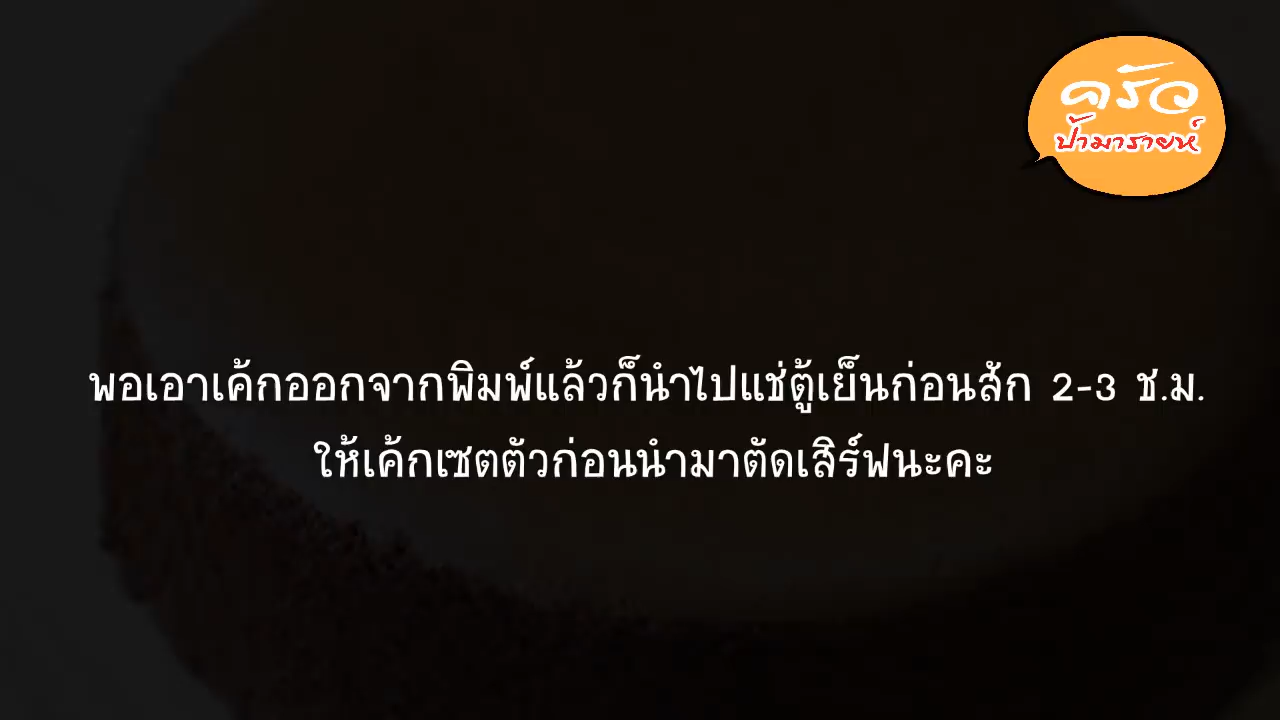 ครัว
ป้ามารายห์
พอเอาเค้กออกจากพิมพ์แล้วก็นำไปแช่ตู้เย็นก่อนสัก 2-3 ช.ม.
ให้เค้กเซตตัวก่อนนำมาตัดเสิร์ฟนะคะ